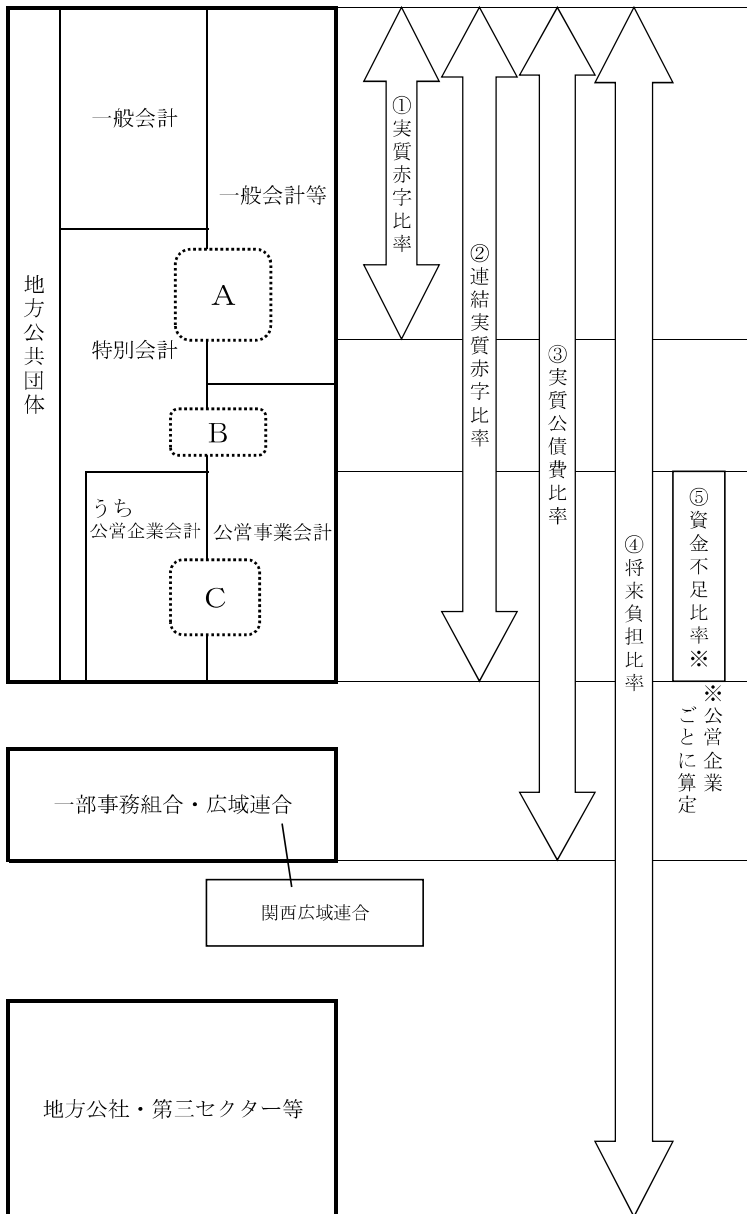 地方公共団体
一般会計
一般会計等
特別会計
A
B
うち
公営企業会計
公営事業会計
C
①実質赤字比率
②連結実質赤字比率
③実質公債費比率
④将来負担比率
⑤資金不足比率※
※公営企業
ごとに算定
一部事務組合・広域連合
関西広域連合
地方公社・第三セクター等